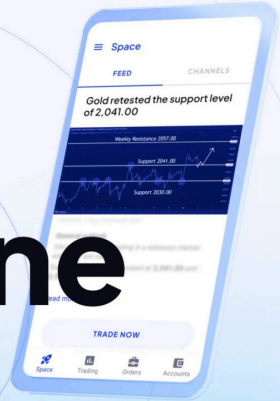 Space
FEED
CHANNELS
Gold retested the support level
of 2,041.00
Weekly Resistance 2057.00
Support 2041.00
Support 2030.00
ne
TRADE NOW
Space
Trading
Orders
Accounts